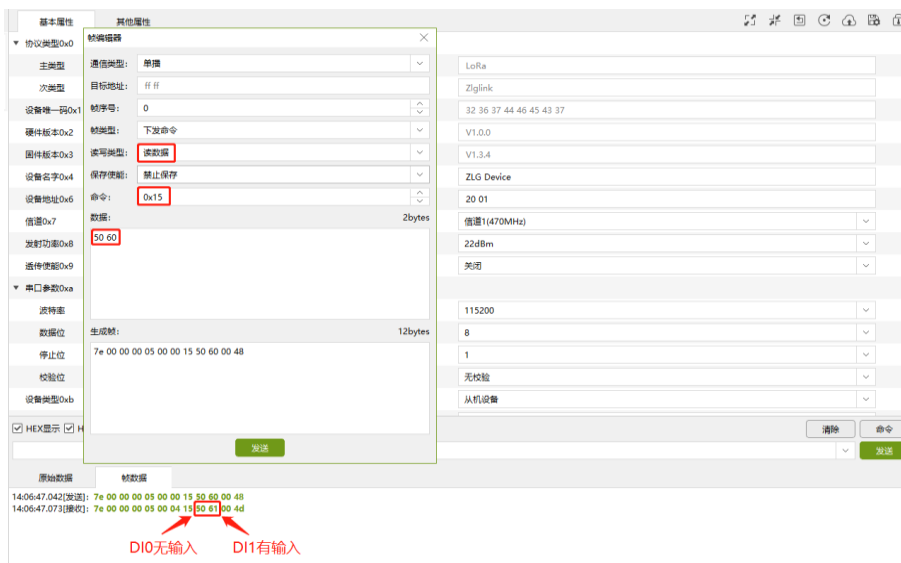 基本属性 其他属性
协议类型0x0
主类型 LoRa
次类型 Zlglink
设备唯一码0x1 32 36 37 44 46 45 43 37
硬件版本0x2 V1.0.0
固件版本0x3 V1.3.4
设备名字0x4 ZLG Device
设备地址0x6 20 01
信道0x7 信道1(470MHz)
发射功率0x8 22dBm
透传使能0x9 关闭
串口参数0xa
波特率 115200
数据位 8
停止位 1
校验位 无校验
设备类型0xb 从机设备
帧编辑器
通信类型: 单播
目标地址: ff ff
帧序号: 0
帧类型: 下发命令
读写类型: 读数据
保存使能: 禁止保存
命令: 0x15
数据: 2bytes
50 60
生成帧: 12bytes
7e 00 00 00 05 00 00 15 50 60 00 48
发送
HEX显示 H
清除 命令
发送
原始数据 帧数据
14:06:47.042[发送]: 7e 00 00 00 05 00 00 15 50 60 00 48
14:06:47.073[接收]: 7e 00 00 00 05 00 04 15 50 61 00 4d
DI0无输入 DI1有输入